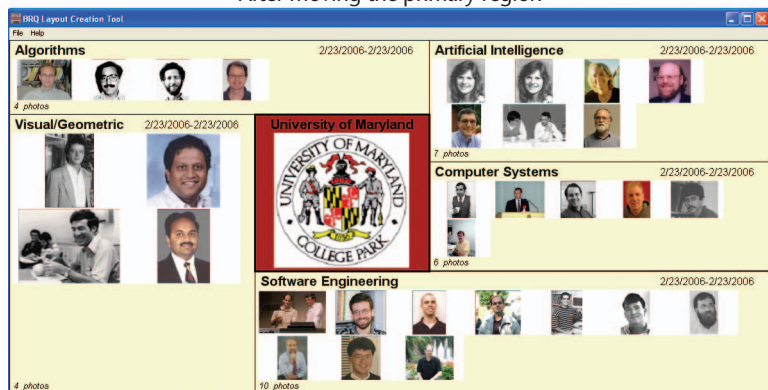 After moving the primary region
BRQ Layout Creation Tool
File Help
Algorithms 2/23/2006-2/23/2006
4 photos
Artificial Intelligence 2/23/2006-2/23/2006
7 photos
Visual/Geometric 2/23/2006-2/23/2006
4 photos
University of Maryland
UNIVERSITY OF MARYLAND
COLLEGE PARK
Computer Systems 2/23/2006-2/23/2006
6 photos
Software Engineering 2/23/2006-2/23/2006
10 photos